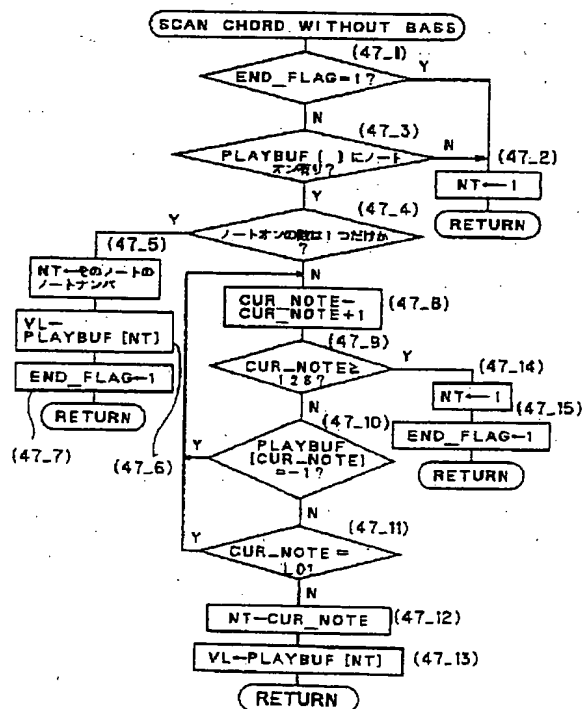 SCAN CHORD WITHOUT BASS
(47_1)
END_FLAG=1?
Y
N
(47_3)
PLAYBUF [ ] にノート
オン有り?
N
(47_2)
NT←1
RETURN
Y
(47_4)
ノートオンの数は1つだけか
?
Y
(47_5)
NT←そのノートの
ノートナンバ
VL←
PLAYBUF [NT]
END_FLAG←1
RETURN
(47_7)
(47_6)
N
CUR_NOTE←
CUR_NOTE+1
(47_8)
(47_9)
CUR_NOTE≥
128?
Y
(47_14)
NT←1
(47_15)
END_FLAG←1
RETURN
N
(47_10)
PLAYBUF
[CUR_NOTE]
=-1?
Y
N
(47_11)
CUR_NOTE=
Y
N
NT←CUR_NOTE
(47_12)
VL←PLAYBUF [NT]
(47_13)
RETURN